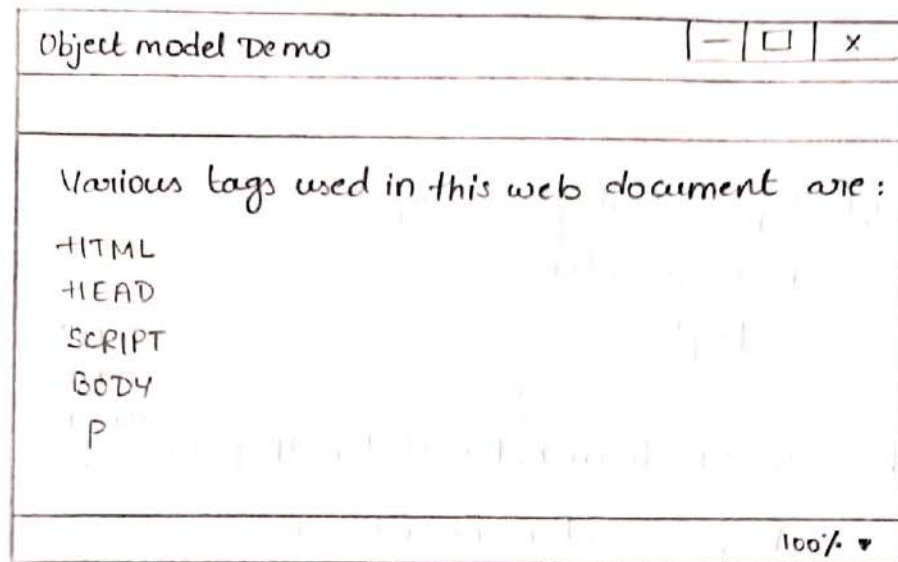 Object model Demo
Various tags used in this web document are:
HTML
HEAD
SCRIPT
BODY
P
100%